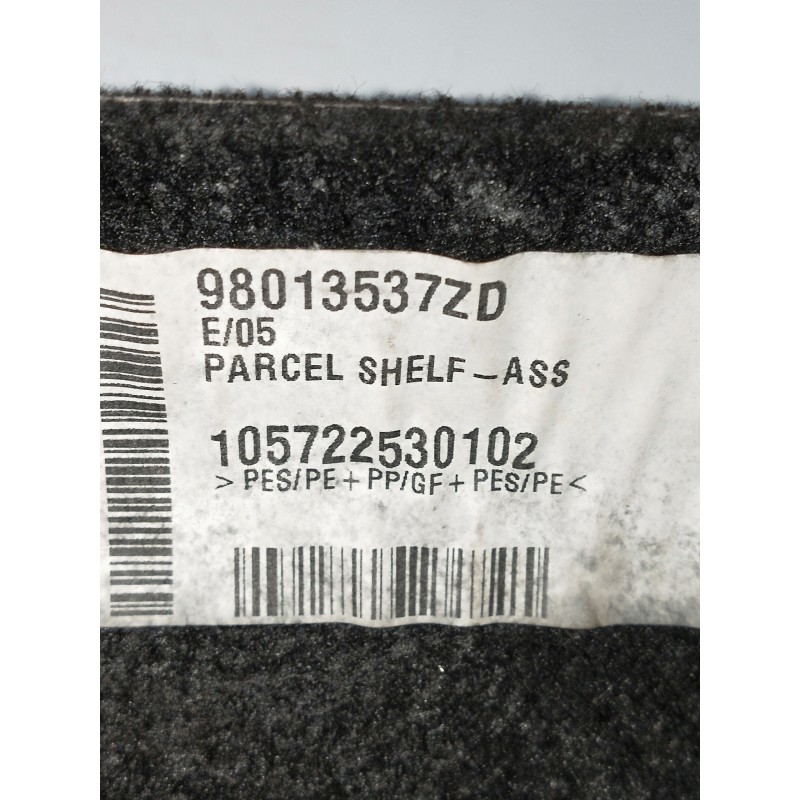 98013537ZD
E/05
PARCEL SHELF-ASS
105722530102
>PES/PE+PP/GF+PES/PE<